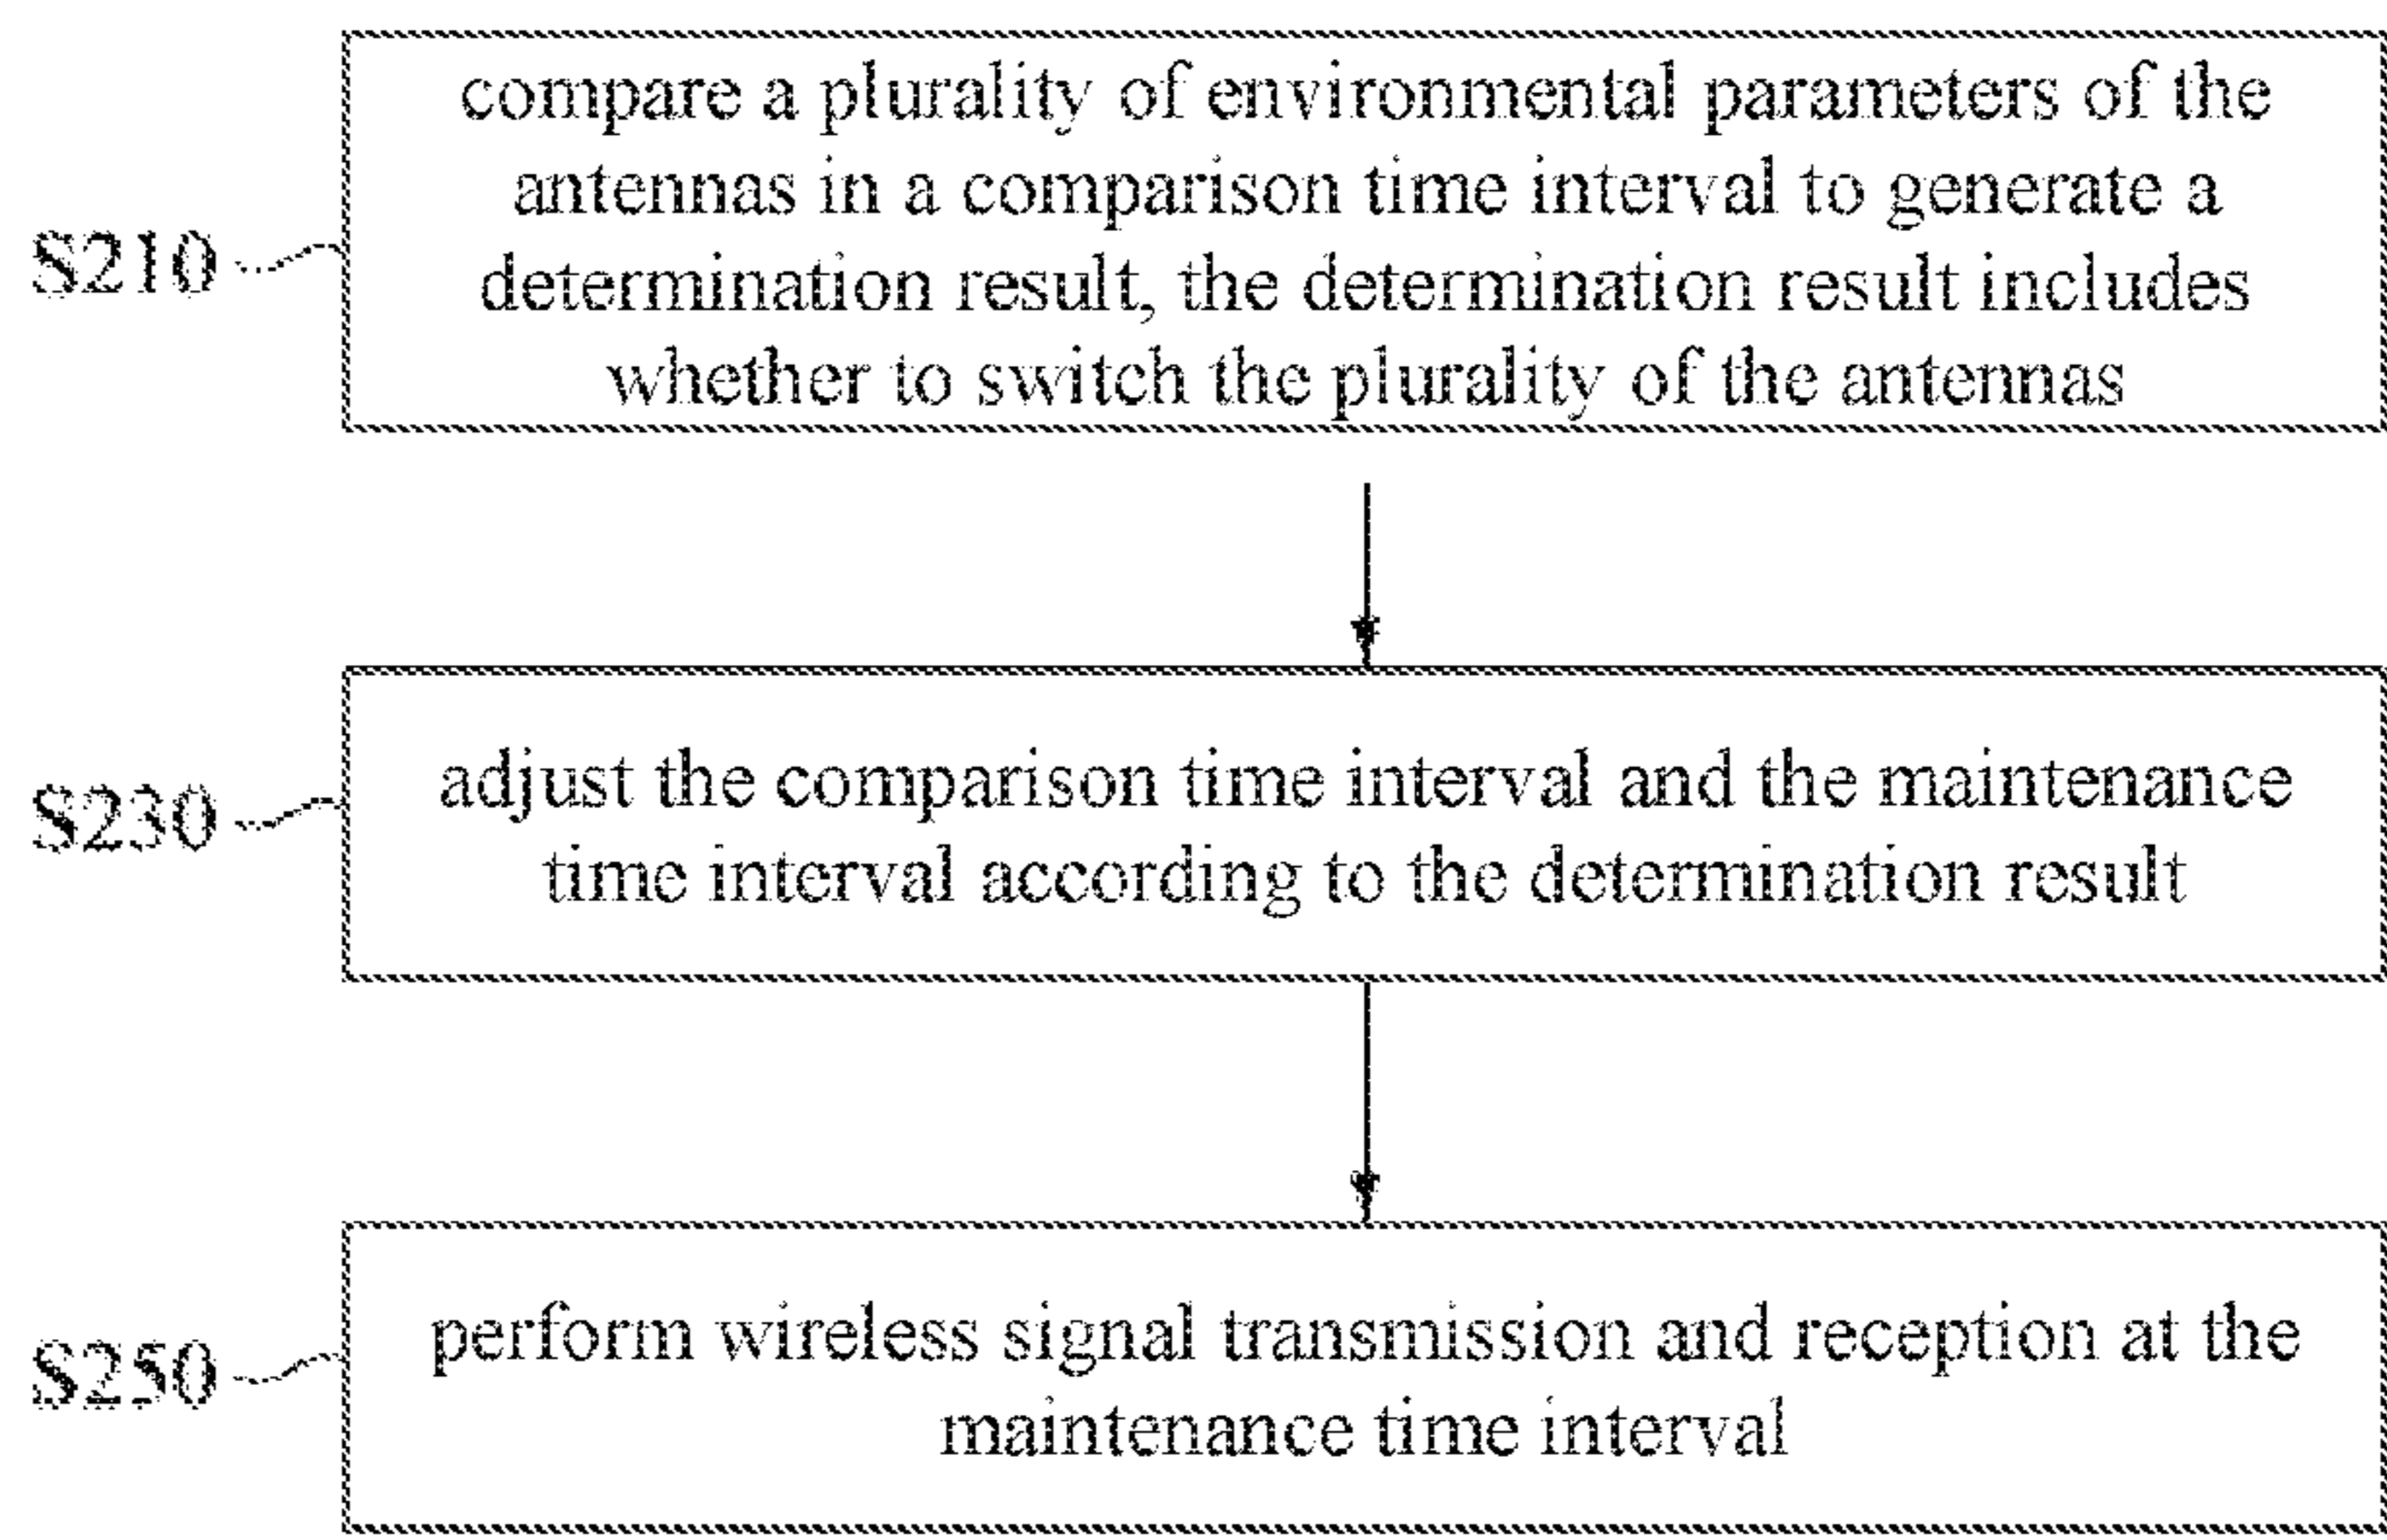 compare a plurality of environmental parameters of the
antennas in a comparison time interval to generate a
S210
determination result, the determination result includes
whether to switch the plurality of the antennas
adjust the comparison time interval and the maintenance
S230
time interval according to the determination result
perform wireless signal transmission and reception at the
S250
maintenance time interval